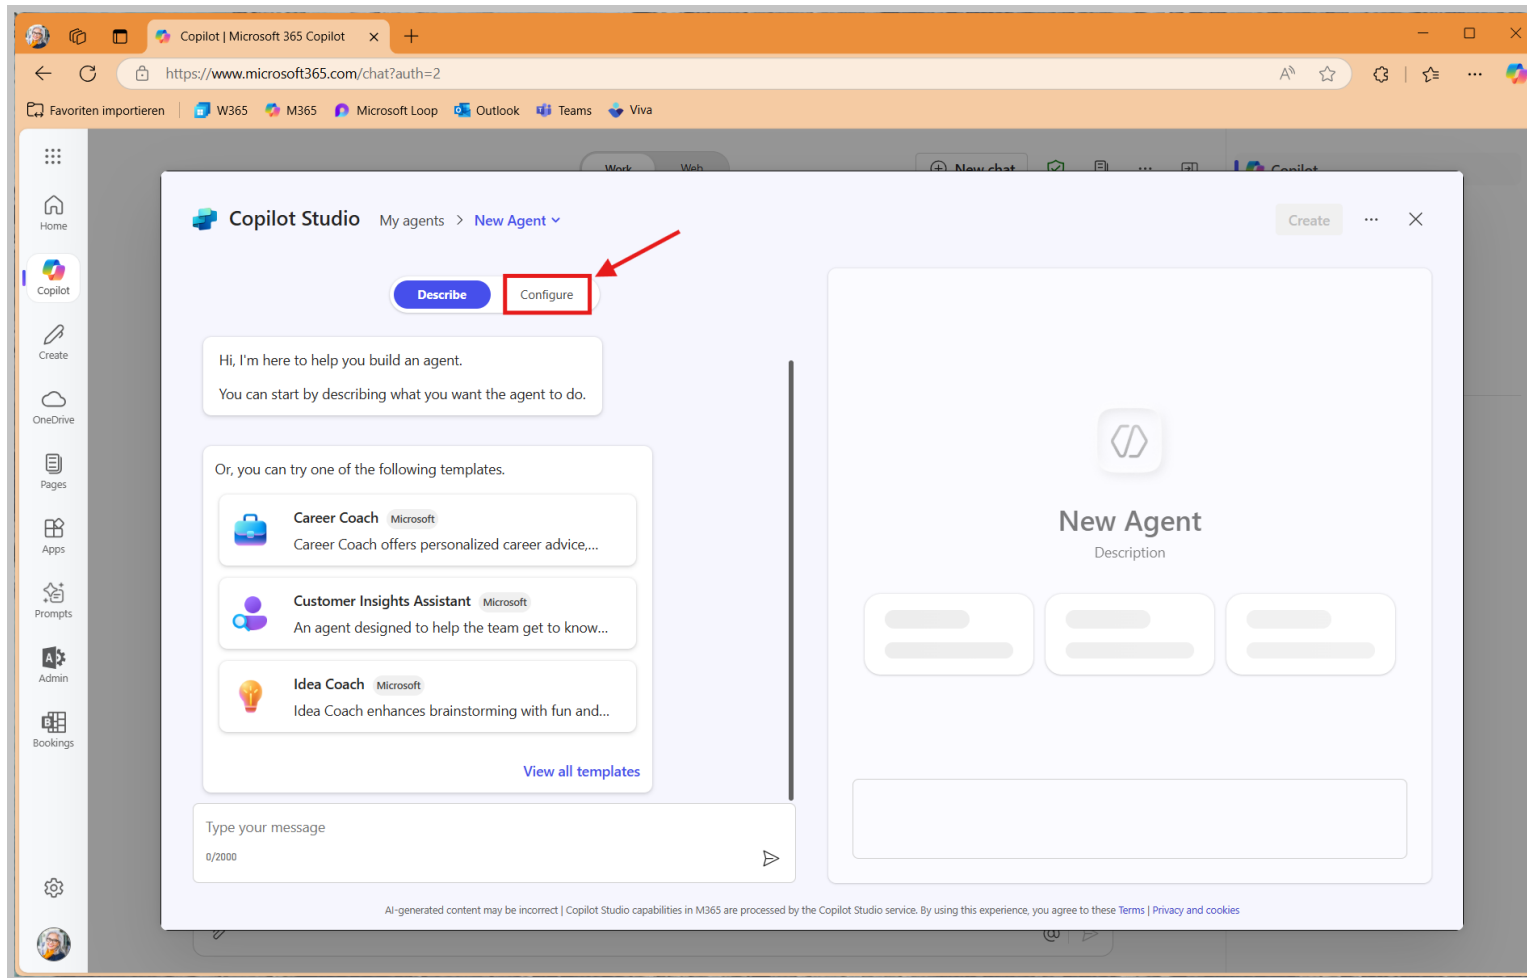 Copilot | Microsoft 365 Copilot
https://www.microsoft365.com/chat?auth=2
Favoriten importieren
W365
M365
Microsoft Loop
Outlook
Teams
Viva
Work
Web
New chat
Copilot
Home
Copilot
Create
OneDrive
Pages
Apps
Prompts
Admin
Bookings
Copilot Studio
My agents > New Agent
Create
Describe
Configure
Hi, I'm here to help you build an agent.
You can start by describing what you want the agent to do.
Or, you can try one of the following templates.
Career Coach Microsoft
Career Coach offers personalized career advice,...
Customer Insights Assistant Microsoft
An agent designed to help the team get to know...
Idea Coach Microsoft
Idea Coach enhances brainstorming with fun and...
View all templates
Type your message
0/2000
New Agent
Description
AI-generated content may be incorrect | Copilot Studio capabilities in M365 are processed by the Copilot Studio service. By using this experience, you agree to these Terms | Privacy and cookies